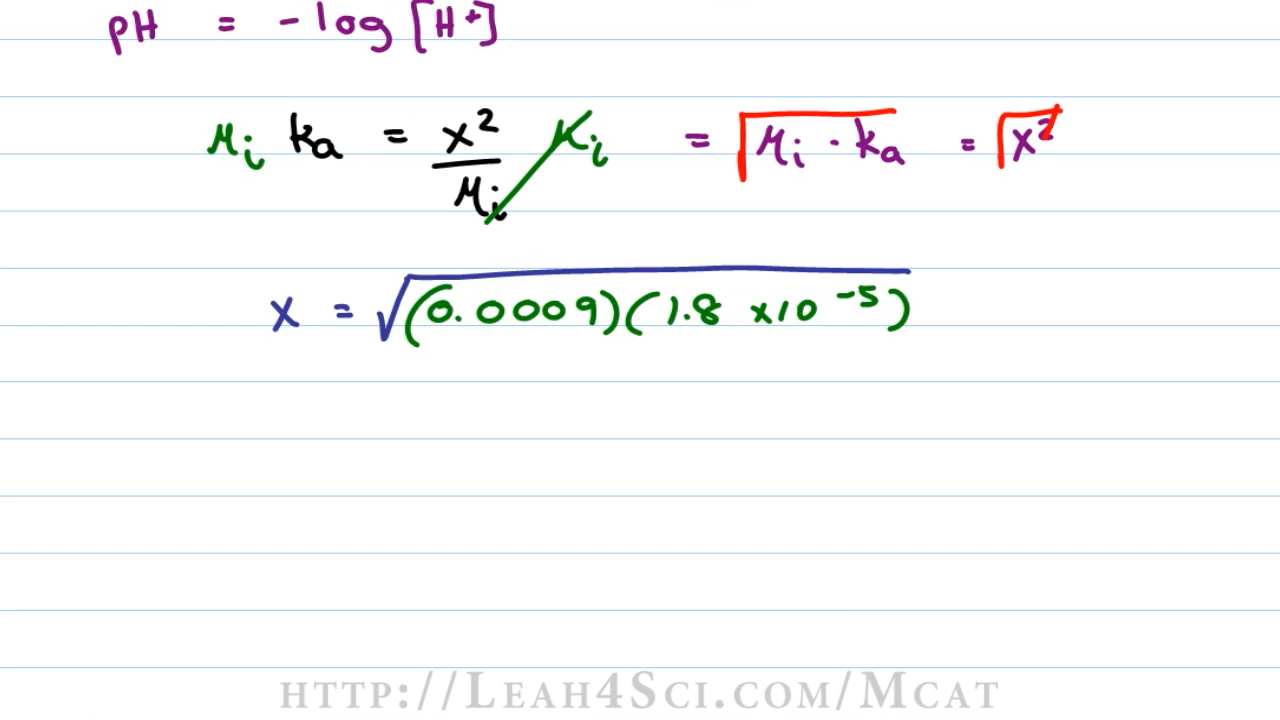 pH = -log [H+]
Mi ka = x²/Mi Mi = √Mi · ka = √x²
x = √(0.0009)(1.8 x10⁻⁵)
HTTP://LEAH4SCI.COM/MCAT